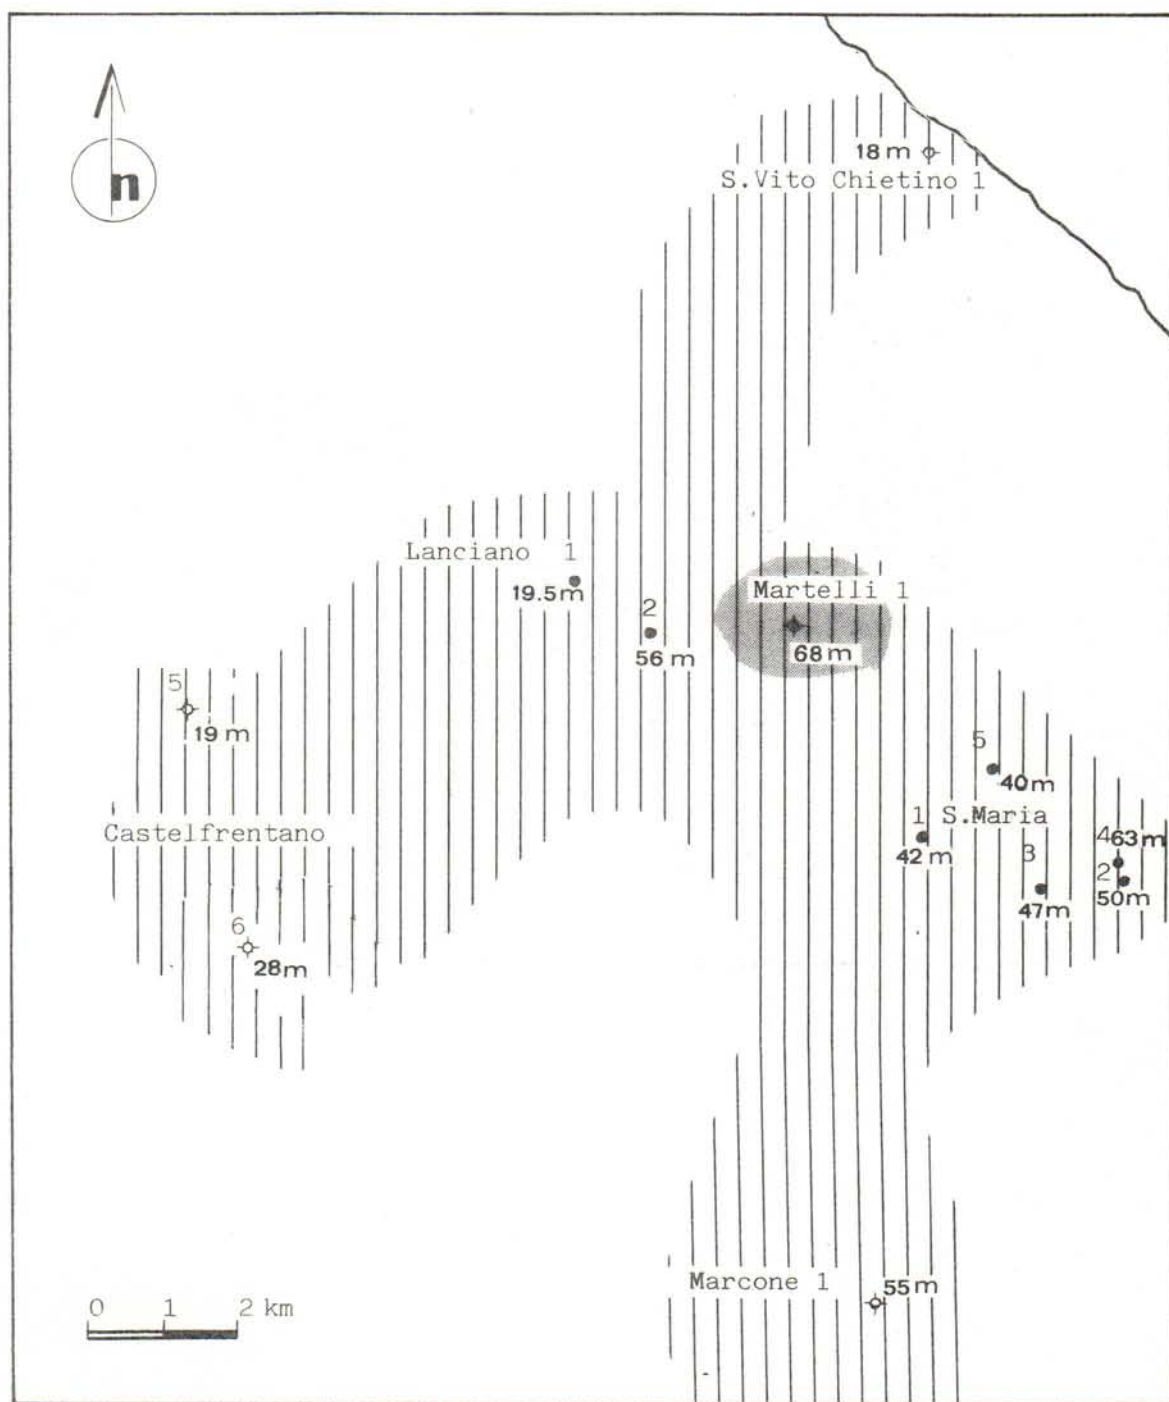 n
18 m
S.Vito Chietino 1
Lanciano 1
19.5m
2
56 m
Martelli 1
68m
5
19 m
5
40m
Castelfrentano
1 S.Maria
42m
3
47m
4 63m
2
50m
6
28m
Marcone 1
55m
0 1 2 km